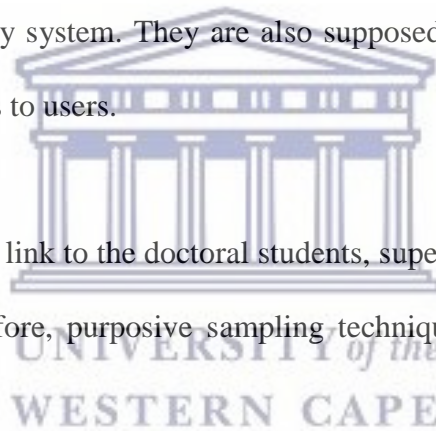 y system. They are also supposed
s to users.
link to the doctoral students, supe
fore, purposive sampling techniqu
UNIVERSITY of the
WESTERN CAPE